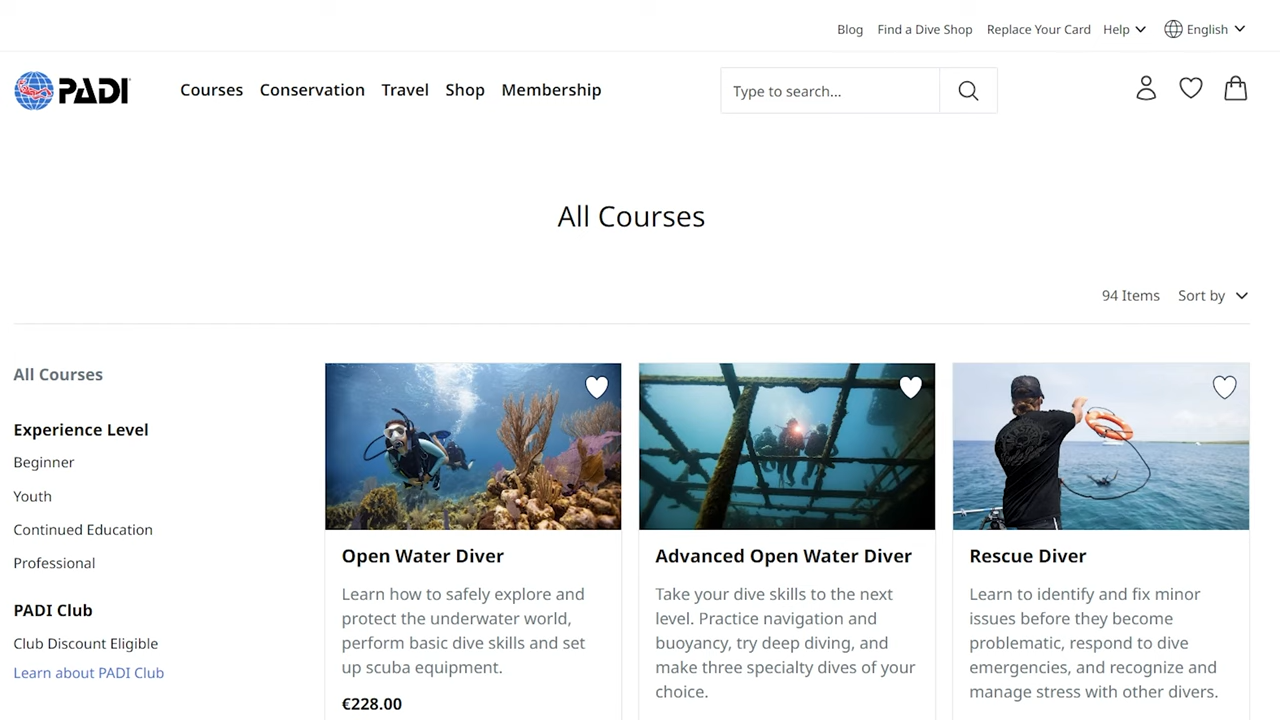 Blog Find a Dive Shop Replace Your Card Help English
PADI Courses Conservation Travel Shop Membership Type to search...
All Courses
94 Items Sort by
All Courses
Experience Level
Beginner
Youth
Continued Education
Professional
PADI Club
Club Discount Eligible
Learn about PADI Club
Open Water Diver
Learn how to safely explore and
protect the underwater world,
perform basic dive skills and set
up scuba equipment.
€228.00
Advanced Open Water Diver
Take your dive skills to the next
level. Practice navigation and
buoyancy, try deep diving, and
make three specialty dives of your
choice.
Rescue Diver
Learn to identify and fix minor
issues before they become
problematic, respond to dive
emergencies, and recognize and
manage stress with other divers.